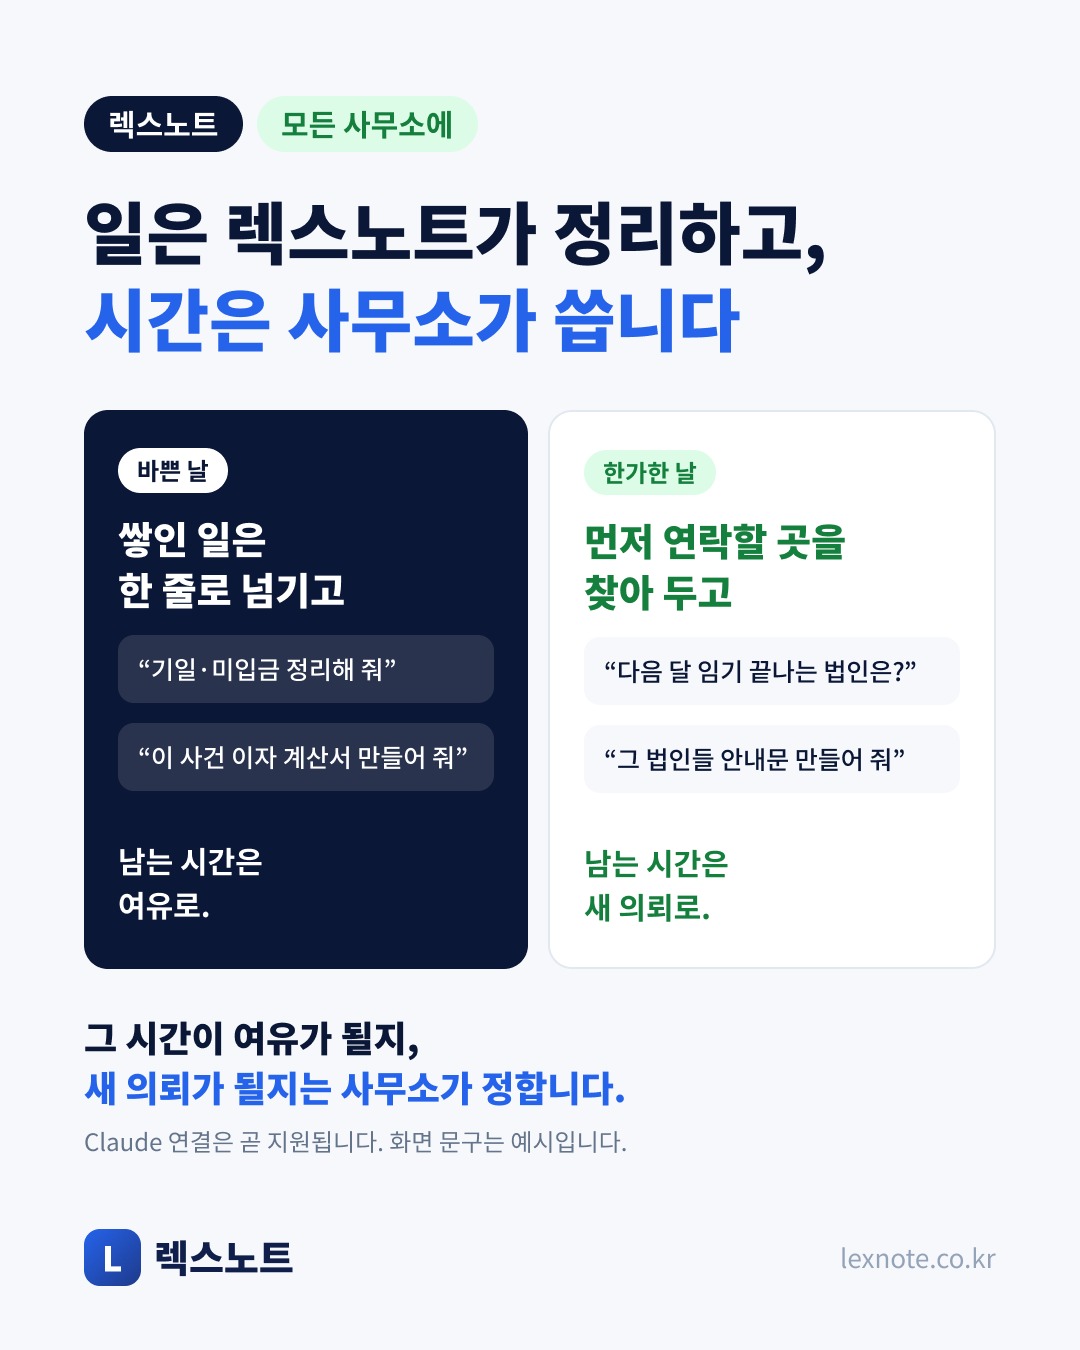 렉스노트 모든 사무소에
일은 렉스노트가 정리하고,
시간은 사무소가 씁니다
바쁜 날
쌓인 일은
한 줄로 넘기고
“기일·미입금 정리해 줘”
“이 사건 이자 계산서 만들어 줘”
남는 시간은
여유로.
한가한 날
먼저 연락할 곳을
찾아 두고
“다음 달 임기 끝나는 법인은?”
“그 법인들 안내문 만들어 줘”
남는 시간은
새 의뢰로.
그 시간이 여유가 될지,
새 의뢰가 될지는 사무소가 정합니다.
Claude 연결은 곧 지원됩니다. 화면 문구는 예시입니다.
L 렉스노트
lexnote.co.kr